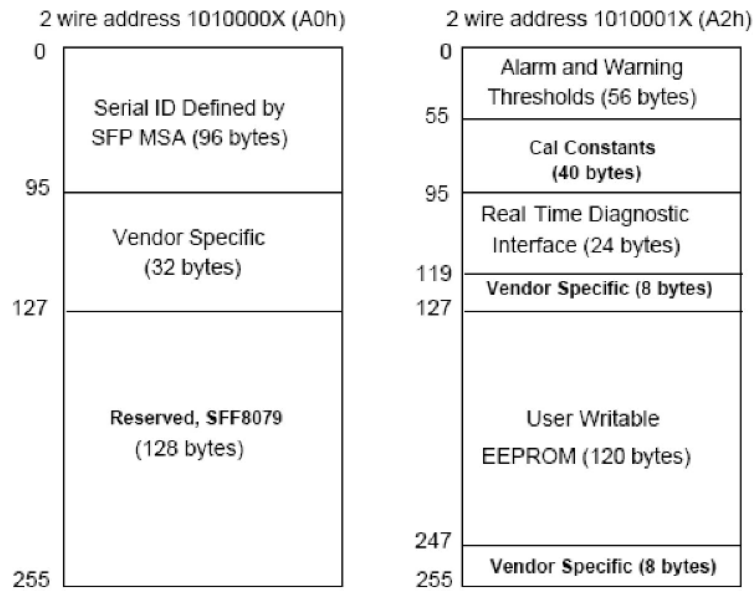 2 wire address 1010000X (A0h)
0
Serial ID Defined by
SFP MSA (96 bytes)
95
Vendor Specific
(32 bytes)
127
Reserved, SFF8079
(128 bytes)
255
2 wire address 1010001X (A2h)
0
Alarm and Warning
Thresholds (56 bytes)
55
Cal Constants
(40 bytes)
95
Real Time Diagnostic
Interface (24 bytes)
119
Vendor Specific (8 bytes)
127
User Writable
EEPROM (120 bytes)
247
Vendor Specific (8 bytes)
255